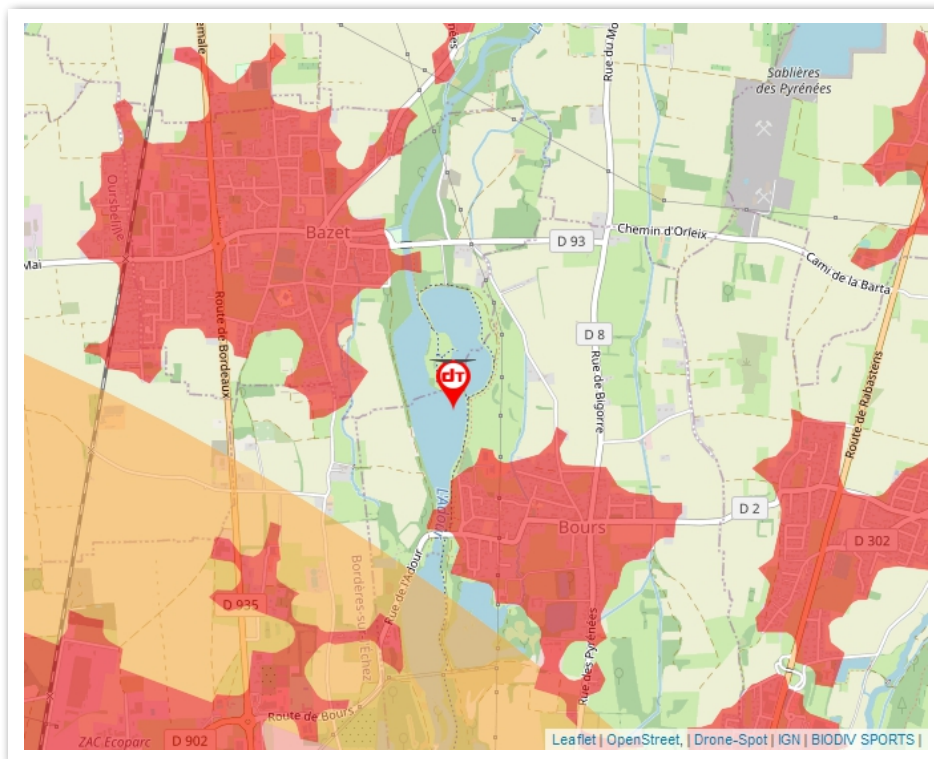 Rue du Mo
Sablières
des Pyrénées
Oursbelille
Bazet
D 93
Chemin d'Orleix
Cami de la Barta
Mai
Route de Bordeaux
D 8
Rue de Bigorre
Route de Rabastens
dT
L'Adour
D 2
Bours
D 302
Rue de l'Adour
Bordères-sur-l'Échez
D 935
Rue des Pyrénées
Route de Bours
ZAC Ecoparc
D 902
Leaflet | OpenStreet, | Drone-Spot | IGN | BIODIV SPORTS |